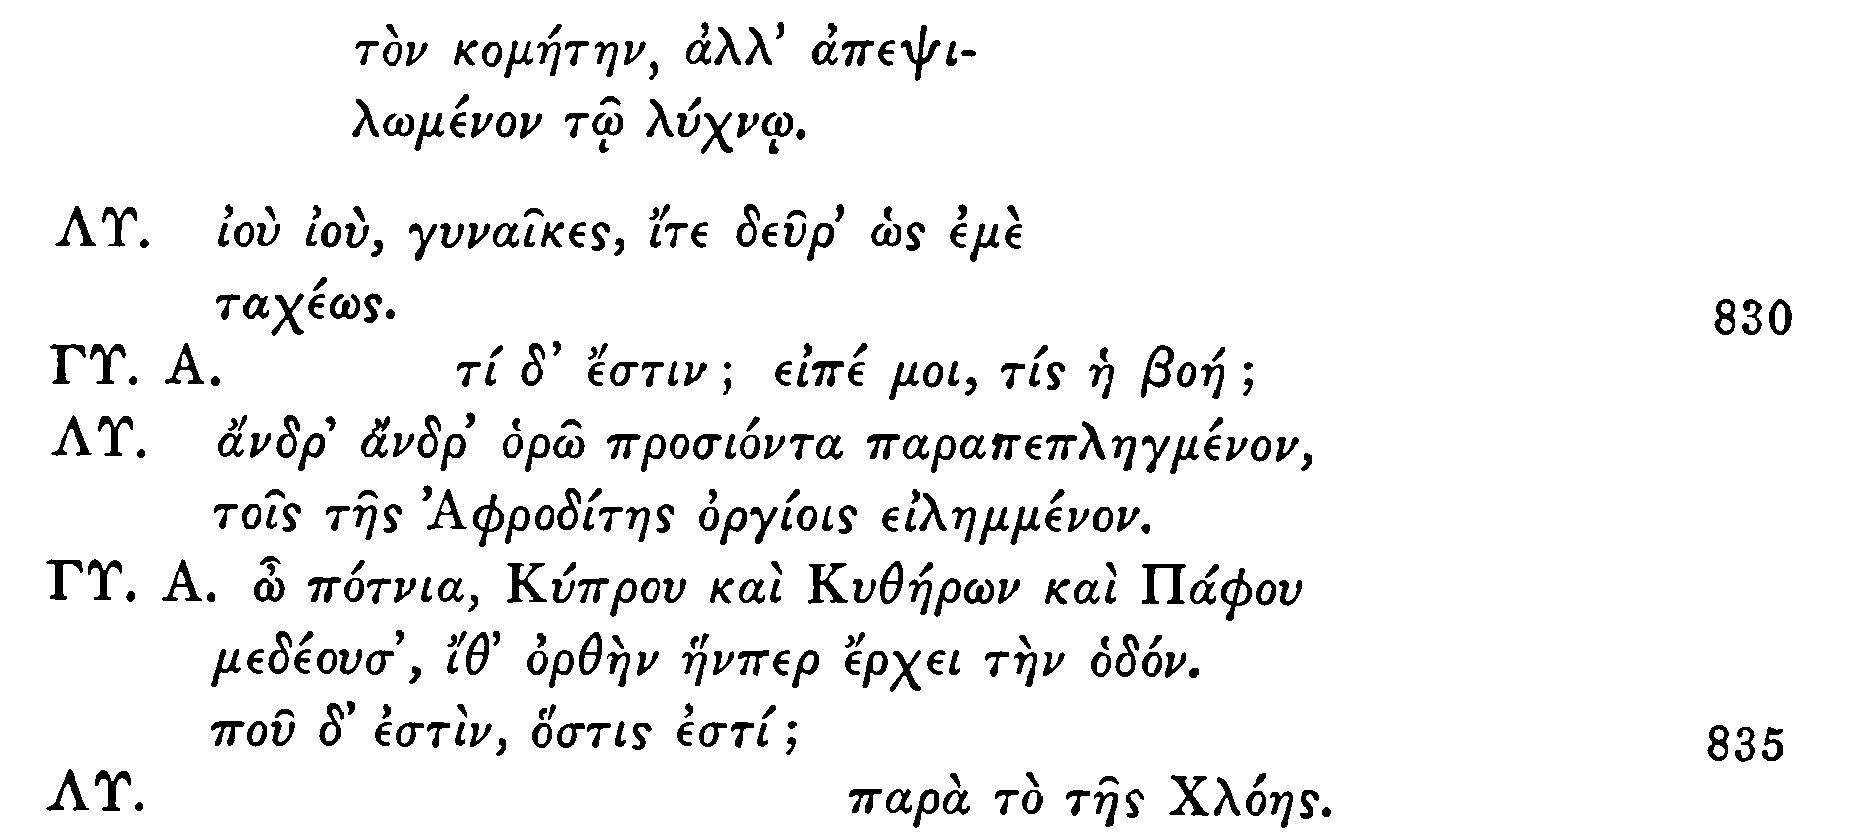 τὸν κομήτην, ἀλλ’ ἀπεψι-
λωμένον τῷ λύχνῳ.
ΛΥ. ἰοὺ ἰοὺ, γυναῖκες, ἴτε δεῦρ’ ὡς ἐμὲ
ταχέως. 830
ΓΥ. Α. τί δ’ ἔστιν; εἰπέ μοι, τίς ἡ βοή;
ΛΥ. ἄνδρ’ ἄνδρ’ ὁρῶ προσιόντα παραπεπληγμένον,
τοῖς τῆς Ἀφροδίτης ὀργίοις εἰλημμένον.
ΓΥ. Α. ὦ πότνια, Κύπρου καὶ Κυθήρων καὶ Πάφου
μεδέουσ’, ἴθ’ ὀρθὴν ἥνπερ ἔρχει τὴν ὁδόν.
ποῦ δ’ ἐστὶν, ὅστις ἐστί; 835
ΛΥ. παρὰ τὸ τῆς Χλόης.